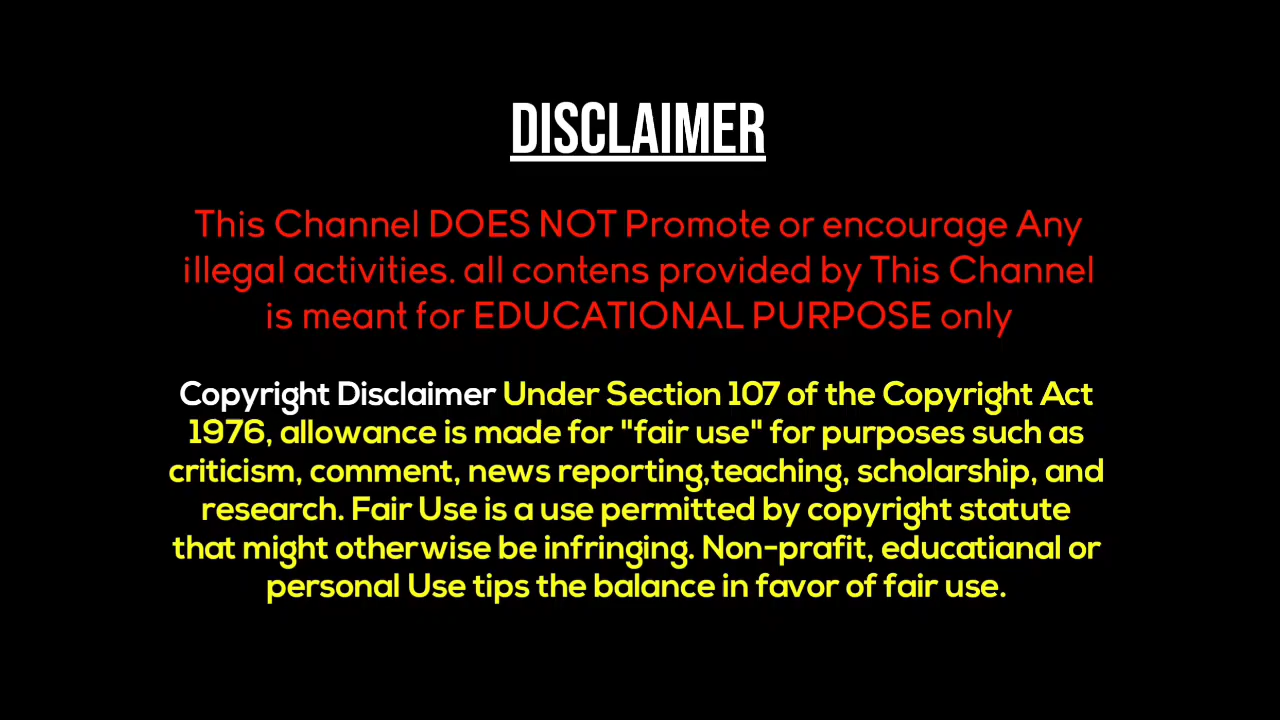 DISCLAIMER
This Channel DOES NOT Promote or encourage Any
illegal activities. all contens provided by This Channel
is meant for EDUCATIONAL PURPOSE only
Copyright Disclaimer Under Section 107 of the Copyright Act
1976, allowance is made for "fair use" for purposes such as
criticism, comment, news reporting,teaching, scholarship, and
research. Fair Use is a use permitted by copyright statute
that might otherwise be infringing. Non-prafit, educatianal or
personal Use tips the balance in favor of fair use.